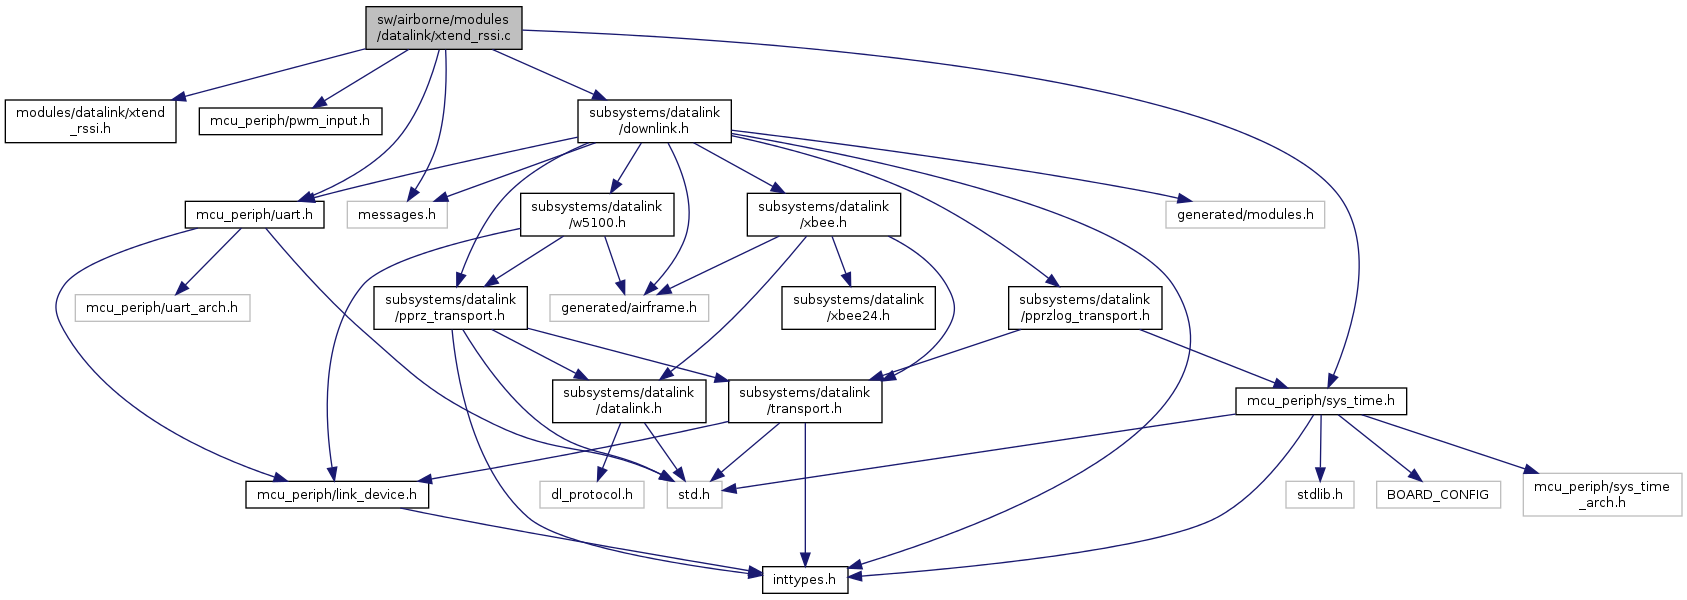 sw/airborne/modules
/datalink/xtend_rssi.c
modules/datalink/xtend
_rssi.h
mcu_periph/pwm_input.h
subsystems/datalink
/downlink.h
mcu_periph/uart.h
messages.h
subsystems/datalink
/w5100.h
subsystems/datalink
/xbee.h
generated/modules.h
mcu_periph/uart_arch.h
subsystems/datalink
/pprz_transport.h
generated/airframe.h
subsystems/datalink
/xbee24.h
subsystems/datalink
/pprzlog_transport.h
subsystems/datalink
/datalink.h
subsystems/datalink
/transport.h
mcu_periph/sys_time.h
mcu_periph/link_device.h
dl_protocol.h
std.h
stdlib.h
BOARD_CONFIG
mcu_periph/sys_time
_arch.h
inttypes.h